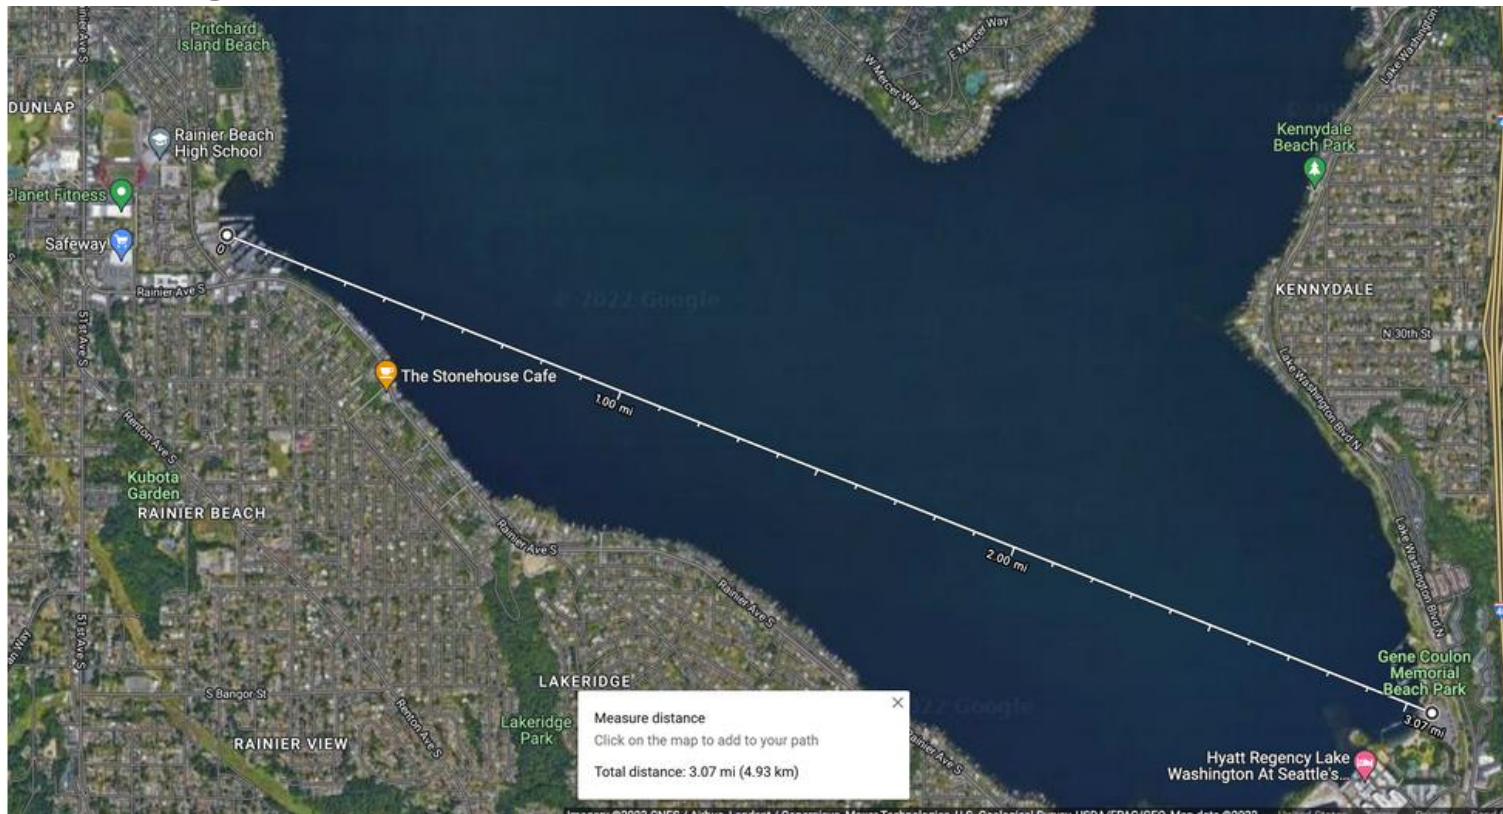 Pritchard
Island Beach
W Mercer Way
E Mercer Way
Lake Washington
DUNLAP
Rainier Beach
High School
Kennydale
Beach Park
Planet Fitness
Safeway
0
Rainier Ave S
© 2022 Google
KENNYDALE
51st Ave S
N 30th St
The Stonehouse Cafe
1.00 mi
Lake Washington Blvd N
Renton Ave S
Kubota
Garden
RAINIER BEACH
Rainier Ave S
2.00 mi
Rainier Ave S
Lake Washington Blvd N
51st Ave S
Gene Coulon
Memorial
Beach Park
LAKERIDGE
S Bangor St
3.07 mi
Lakeridge
Park
Renton Ave S
RAINIER VIEW
Measure distance
Click on the map to add to your path
Total distance: 3.07 mi (4.93 km)
Rainier Ave S
Hyatt Regency Lake
Washington At Seattle's...